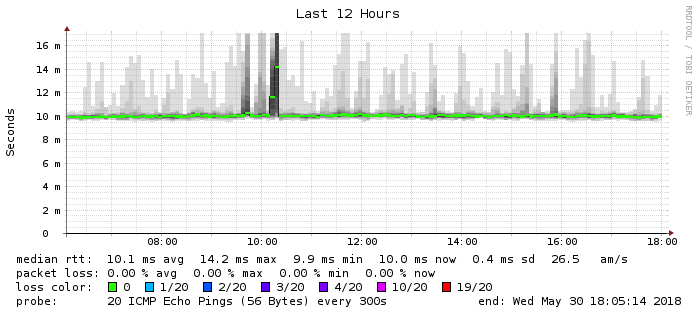 Last 12 Hours
RRDTOOL / TOBI OETIKER
Seconds
16 m
14 m
12 m
10 m
8 m
6 m
4 m
2 m
0
08:00 10:00 12:00 14:00 16:00 18:00
median rtt: 10.1 ms avg 14.2 ms max 9.9 ms min 10.0 ms now 0.4 ms sd 26.5 am/s
packet loss: 0.00 % avg 0.00 % max 0.00 % min 0.00 % now
loss color: 0 1/20 2/20 3/20 4/20 10/20 19/20
probe: 20 ICMP Echo Pings (56 Bytes) every 300s end: Wed May 30 18:05:14 2018